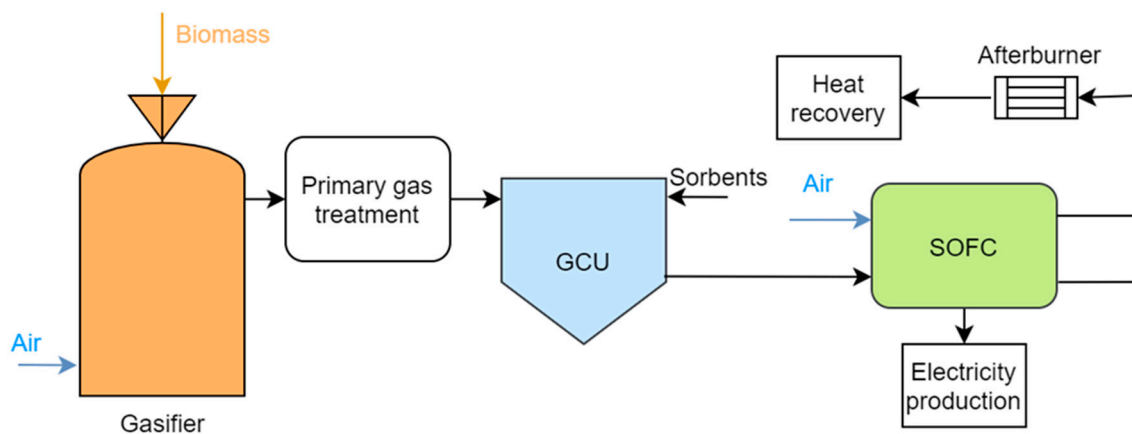 Biomass
Afterburner
Heat
recovery
Primary gas
treatment
Sorbents
Air
GCU
SOFC
Air
Electricity
production
Gasifier